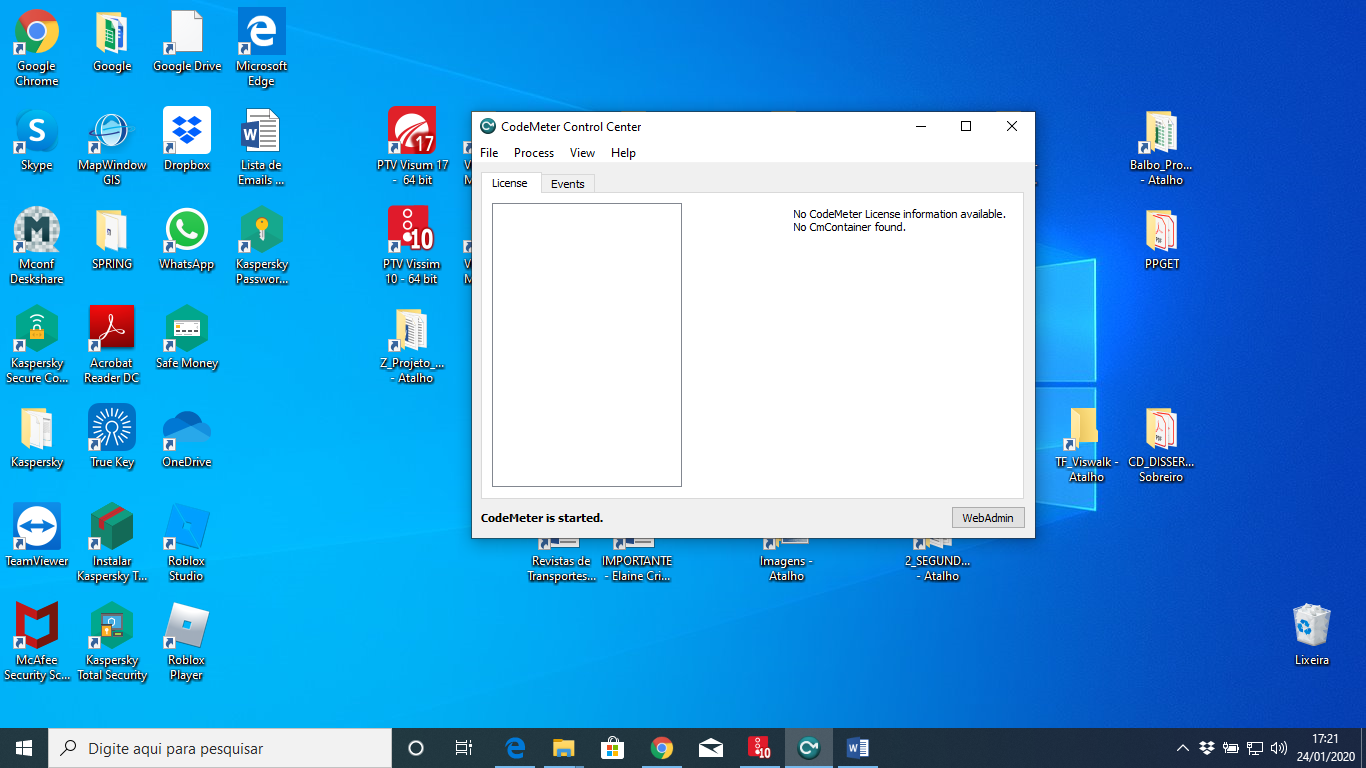 Google
Chrome
Google
Google Drive
Microsoft
Edge
Skype
MapWindow
GIS
Dropbox
Lista de
Emails ...
17
PTV Visum 17
- 64 bit
Mconf
Deskshare
SPRING
WhatsApp
Kaspersky
Passwor...
10
PTV Vissim
10 - 64 bit
Kaspersky
Secure Co...
Acrobat
Reader DC
Safe Money
Z_Projeto_...
- Atalho
Kaspersky
True Key
OneDrive
TeamViewer
Instalar
Kaspersky T...
Roblox
Studio
McAfee
Security Sc...
Kaspersky
Total Security
Roblox
Player
CodeMeter Control Center
File Process View Help
License Events
No CodeMeter License information available.
No CmContainer found.
CodeMeter is started.
WebAdmin
Revistas de
Transportes...
IMPORTANTE
- Elaine Cri...
Imagens -
Atalho
2_SEGUND...
- Atalho
Balbo_Pro...
- Atalho
PPGET
TF_Viswalk -
Atalho
CD_DISSER...
Sobreiro
Lixeira
Digite aqui para pesquisar
10
17:21
24/01/2020